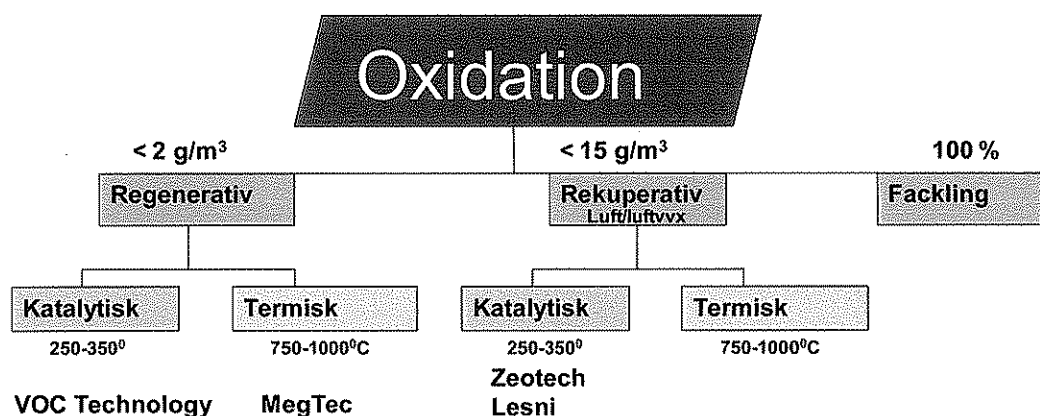 Oxidation
< 2 g/m³
< 15 g/m³
100 %
Regenerativ
Rekuperativ
Luft/luftvvx
Fackling
Katalytisk
Termisk
Katalytisk
Termisk
250-350⁰
750-1000⁰C
250-350⁰
750-1000⁰C
VOC Technology
MegTec
Zeotech
Lesni